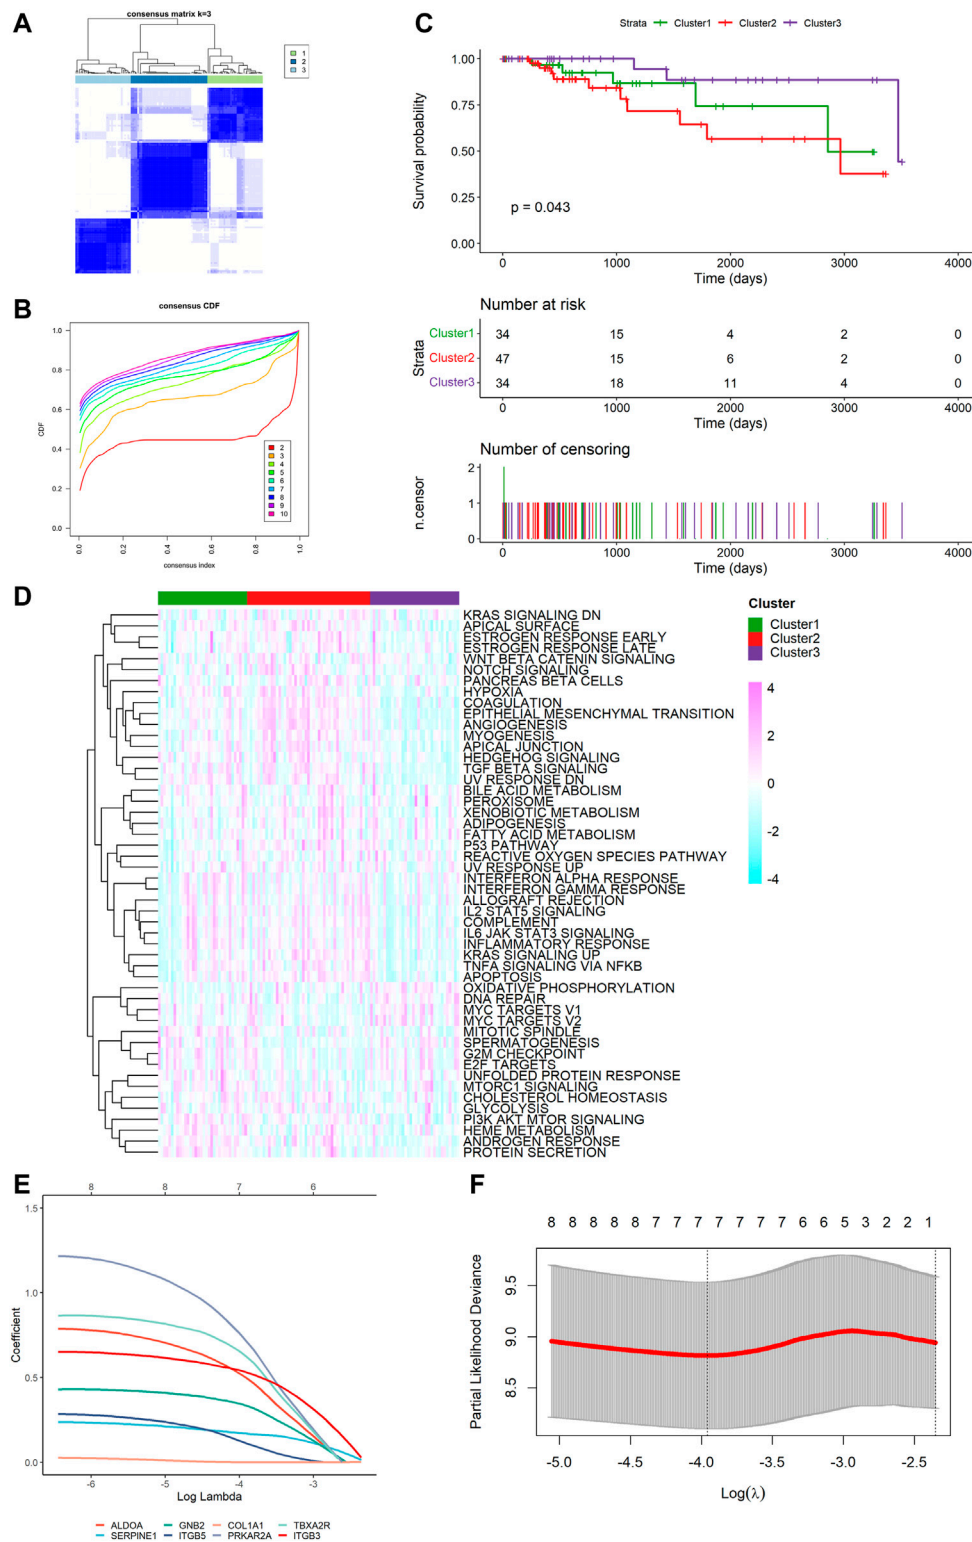 A
consensus matrix k=3
1
2
3
B
consensus CDF
1.0
0.8
0.6
0.4
0.2
0.0
CDF
0.0 0.2 0.4 0.6 0.8 1.0
consensus index
2
3
4
5
6
7
8
9
10
C
Strata Cluster1 Cluster2 Cluster3
1.00
0.75
0.50
0.25
0.00
Survival probability
p = 0.043
0 1000 2000 3000 4000
Time (days)
Number at risk
Strata
Cluster1 34 15 4 2 0
Cluster2 47 15 6 2 0
Cluster3 34 18 11 4 0
0 1000 2000 3000 4000
Time (days)
Number of censoring
n.censor
2
1
0
0 1000 2000 3000 4000
Time (days)
D
KRAS SIGNALING DN
APICAL SURFACE
ESTROGEN RESPONSE EARLY
ESTROGEN RESPONSE LATE
WNT BETA CATENIN SIGNALING
NOTCH SIGNALING
PANCREAS BETA CELLS
HYPOXIA
COAGULATION
EPITHELIAL MESENCHYMAL TRANSITION
ANGIOGENESIS
MYOGENESIS
APICAL JUNCTION
HEDGEHOG SIGNALING
TGF BETA SIGNALING
UV RESPONSE DN
BILE ACID METABOLISM
PEROXISOME
XENOBIOTIC METABOLISM
ADIPOGENESIS
FATTY ACID METABOLISM
P53 PATHWAY
REACTIVE OXYGEN SPECIES PATHWAY
UV RESPONSE UP
INTERFERON ALPHA RESPONSE
INTERFERON GAMMA RESPONSE
ALLOGRAFT REJECTION
IL2 STAT5 SIGNALING
COMPLEMENT
IL6 JAK STAT3 SIGNALING
INFLAMMATORY RESPONSE
KRAS SIGNALING UP
TNFA SIGNALING VIA NFKB
APOPTOSIS
OXIDATIVE PHOSPHORYLATION
DNA REPAIR
MYC TARGETS V1
MYC TARGETS V2
MITOTIC SPINDLE
SPERMATOGENESIS
G2M CHECKPOINT
E2F TARGETS
UNFOLDED PROTEIN RESPONSE
MTORC1 SIGNALING
CHOLESTEROL HOMEOSTASIS
GLYCOLYSIS
PI3K AKT MTOR SIGNALING
HEME METABOLISM
ANDROGEN RESPONSE
PROTEIN SECRETION
Cluster
Cluster1
Cluster2
Cluster3
4
2
0
-2
-4
E
8 8 7 6
1.5
1.0
0.5
0.0
Coefficient
-6 -5 -4 -3
Log Lambda
ALDOA GNB2 COL1A1 TBXA2R
SERPINE1 ITGB5 PRKAR2A ITGB3
F
8 8 8 8 8 7 7 7 7 7 7 7 6 6 5 3 2 2 1
9.5
9.0
8.5
Partial Likelihood Deviance
-5.0 -4.5 -4.0 -3.5 -3.0 -2.5
Log(λ)